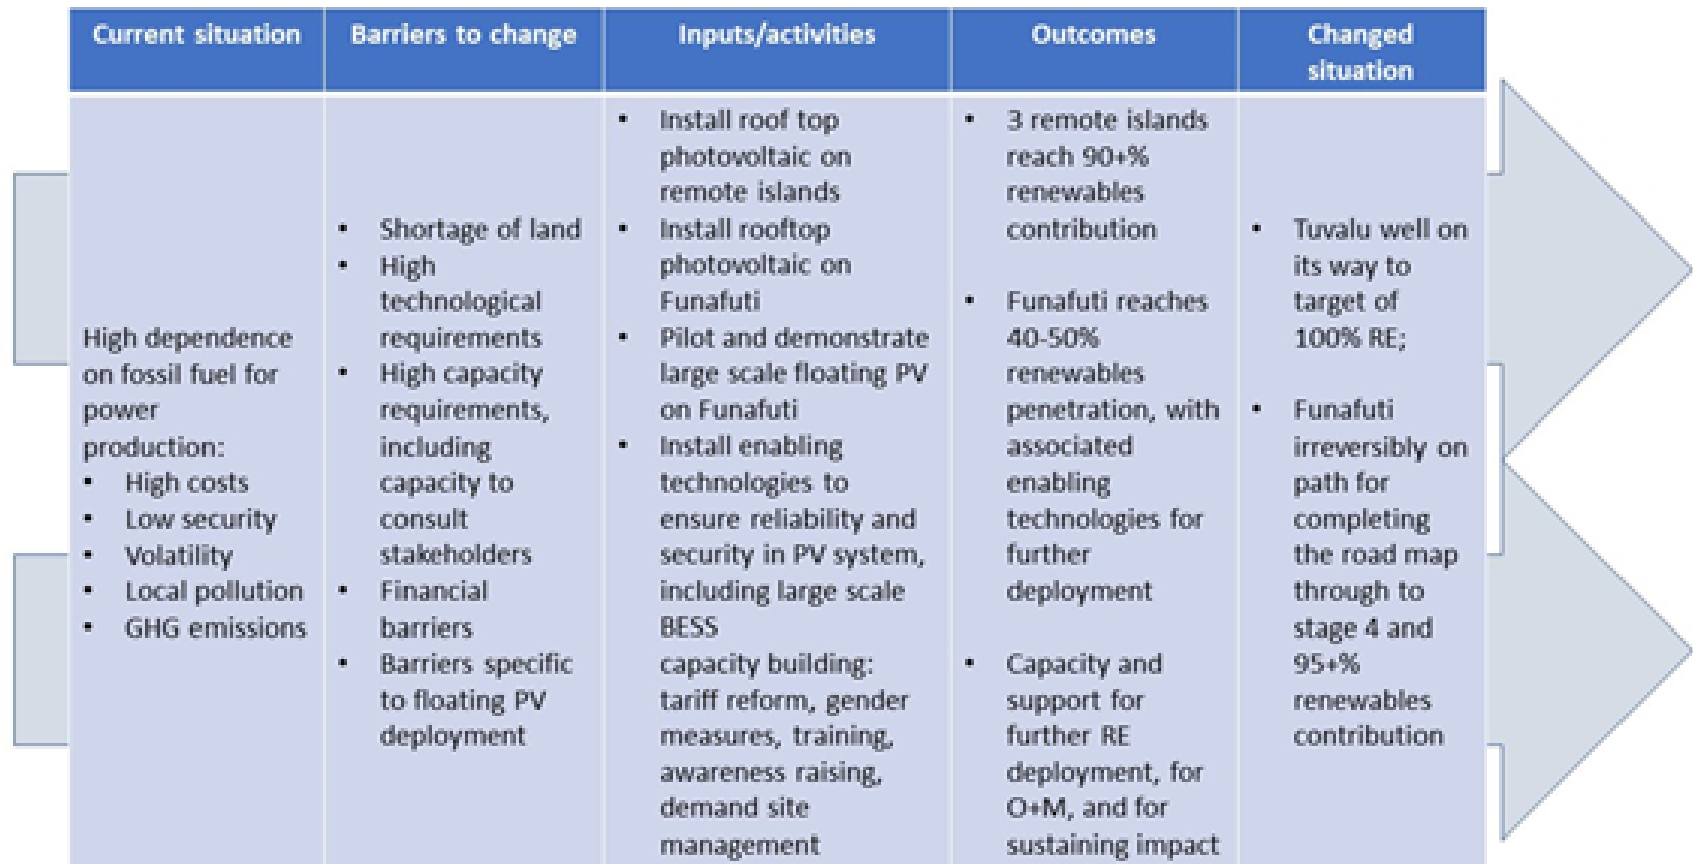 Current situation
Barriers to change
Inputs/activities
Outcomes
Changed
situation
High dependence
on fossil fuel for
power
production:
• High costs
• Low security
• Volatility
• Local pollution
• GHG emissions
• Shortage of land
• High
technological
requirements
• High capacity
requirements,
including
capacity to
consult
stakeholders
• Financial
barriers
• Barriers specific
to floating PV
deployment
• Install roof top
photovoltaic on
remote islands
• Install rooftop
photovoltaic on
Funafuti
• Pilot and demonstrate
large scale floating PV
on Funafuti
• Install enabling
technologies to
ensure reliability and
security in PV system,
including large scale
BESS
capacity building:
tariff reform, gender
measures, training,
awareness raising,
demand site
management
• 3 remote islands
reach 90+%
renewables
contribution
• Funafuti reaches
40-50%
renewables
penetration, with
associated
enabling
technologies for
further
deployment
• Capacity and
support for
further RE
deployment, for
O+M, and for
sustaining impact
• Tuvalu well on
its way to
target of
100% RE;
• Funafuti
irreversibly on
path for
completing
the road map
through to
stage 4 and
95+%
renewables
contribution